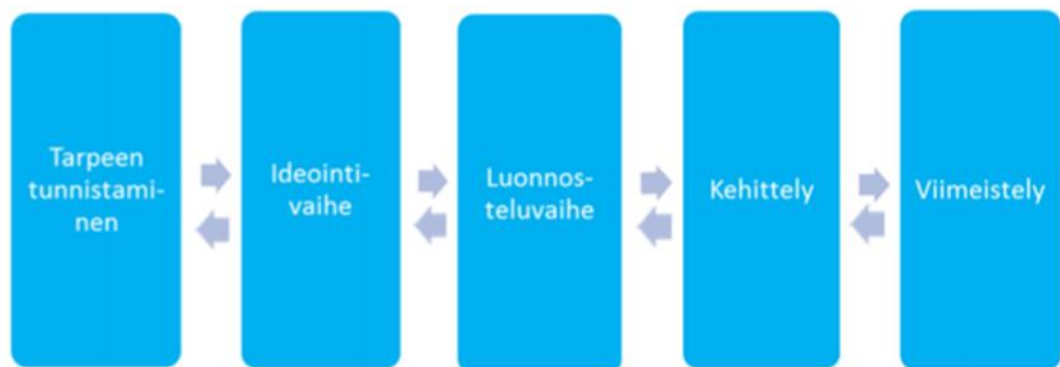 Tarpeen
tunnistami-
nen
Ideointi-
vaihe
Luonnos-
teluvaihe
Kehittely
Viimeistely